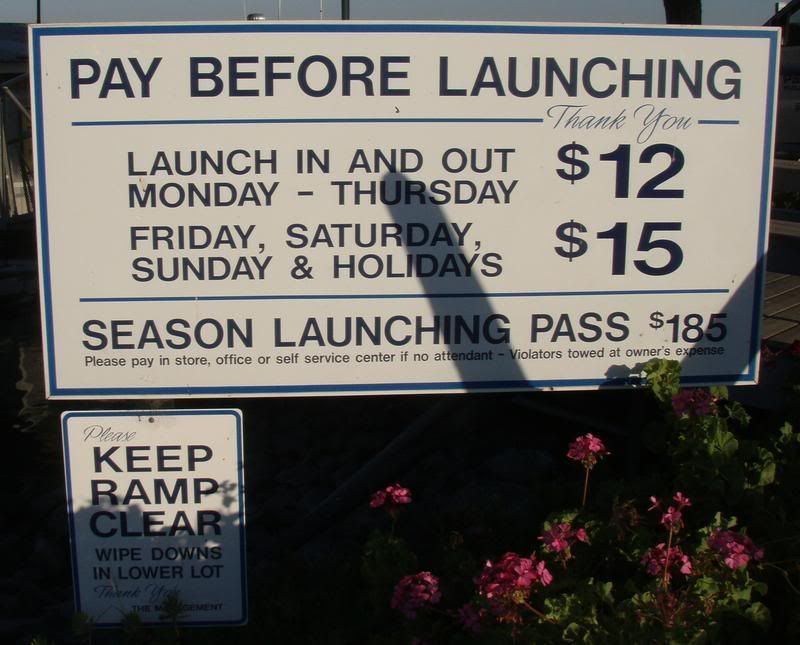 PAY BEFORE LAUNCHING
Thank You
LAUNCH IN AND OUT
MONDAY - THURSDAY $12
FRIDAY, SATURDAY,
SUNDAY & HOLIDAYS $15
SEASON LAUNCHING PASS $185
Please pay in store, office or self service center if no attendant - Violators towed at owner's expense
Please
KEEP
RAMP
CLEAR
WIPE DOWNS
IN LOWER LOT
Thank You
THE MANAGEMENT